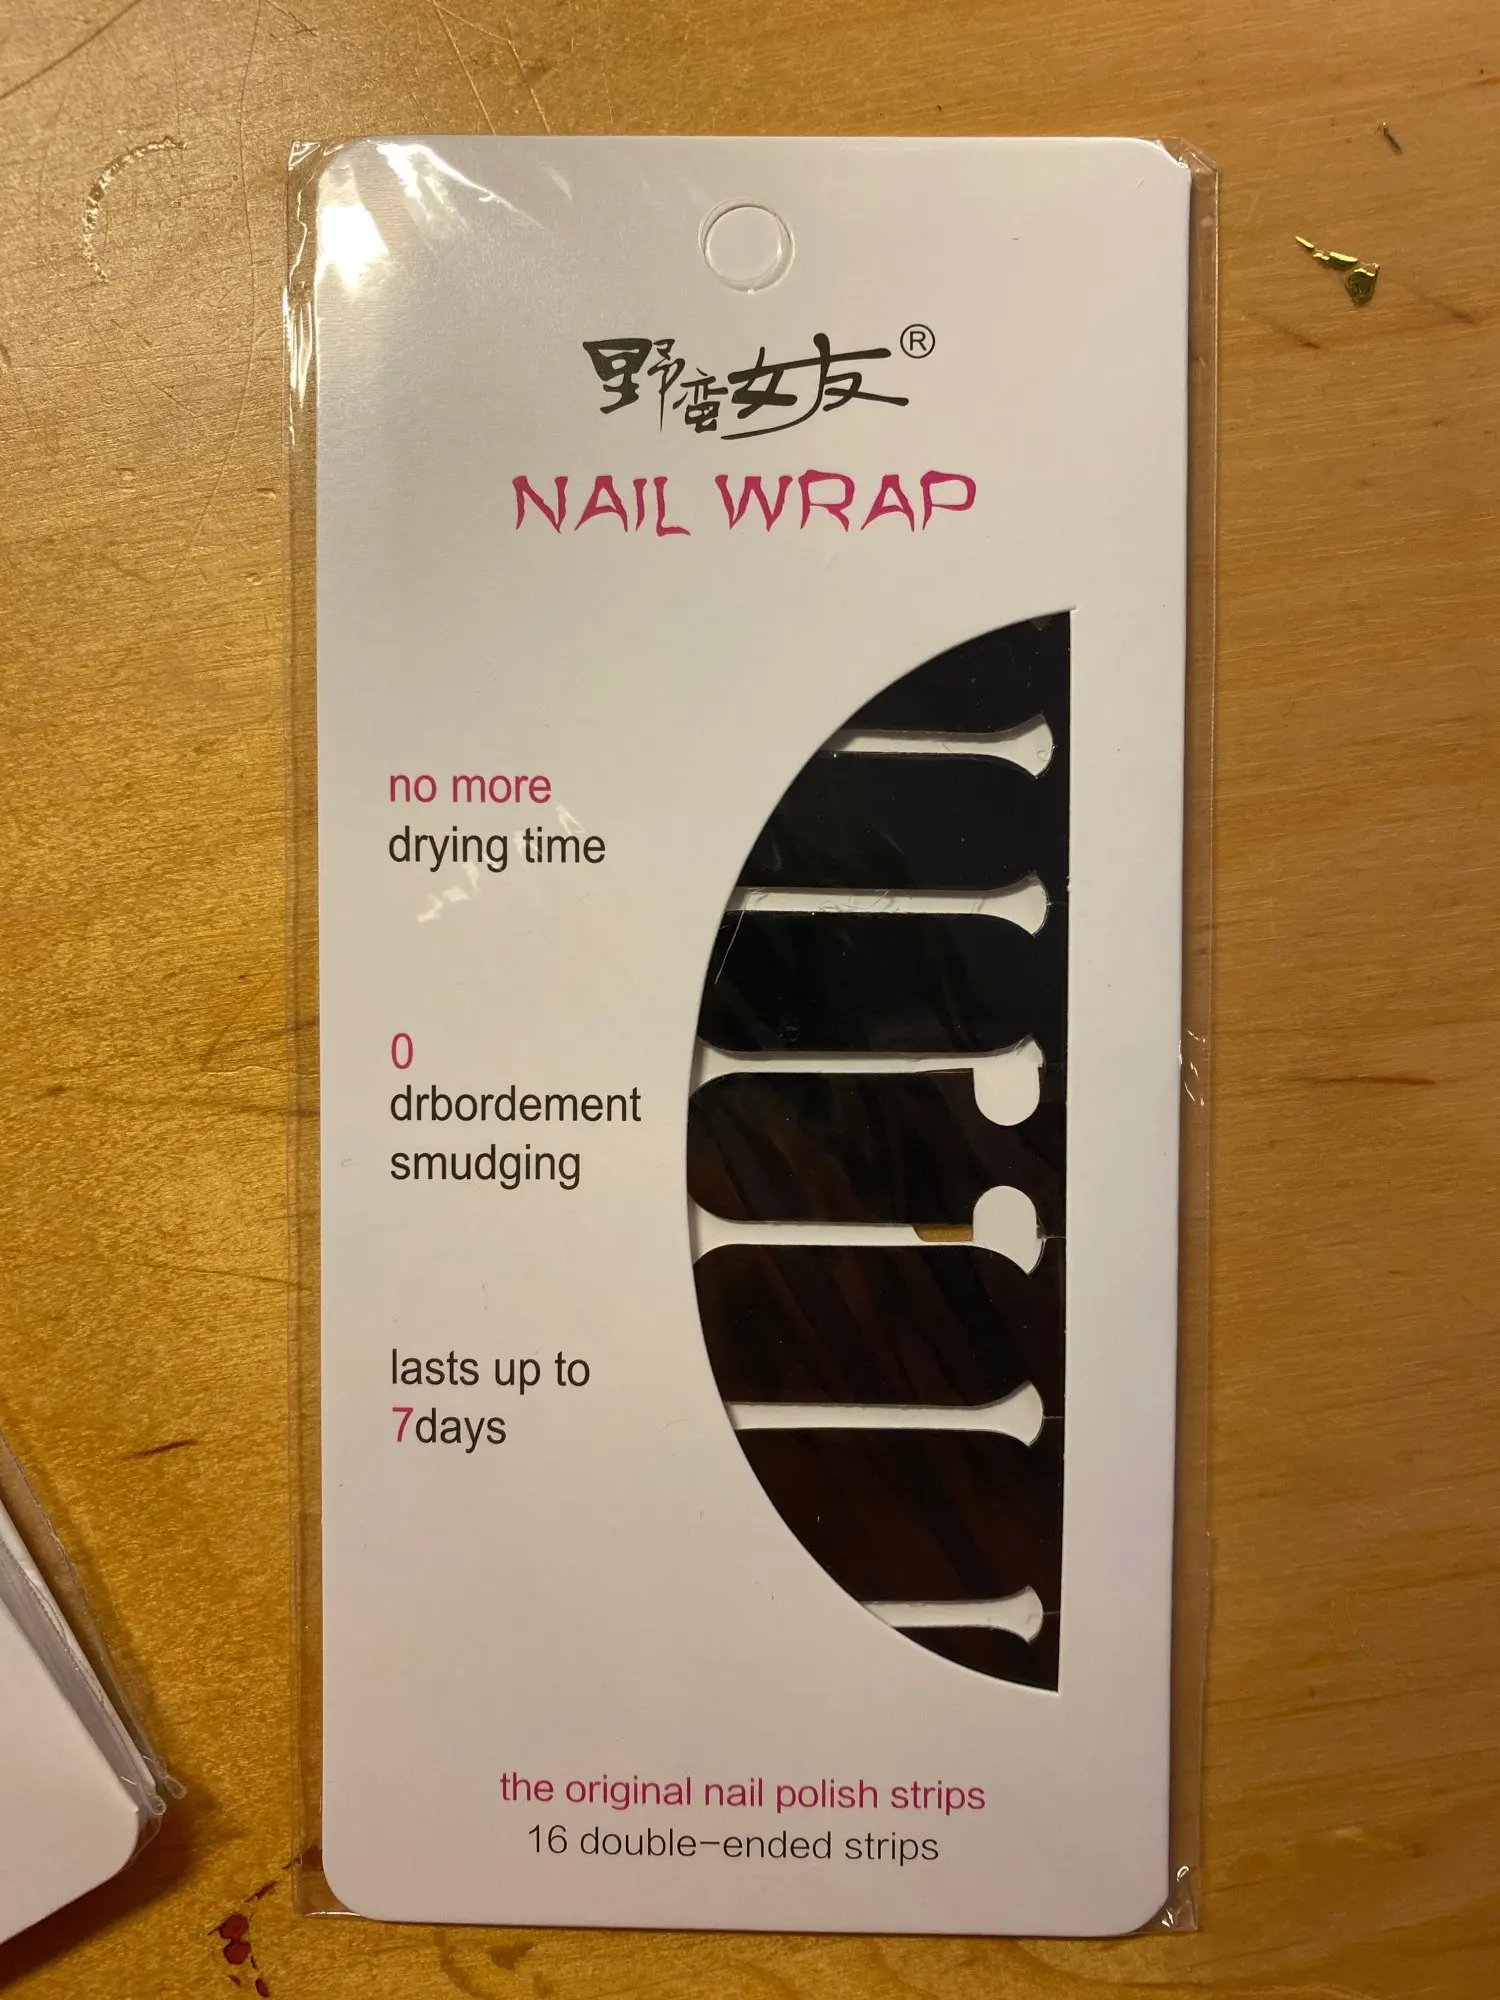 野蛮女友®
NAIL WRAP
no more
drying time
0
drbordement
smudging
lasts up to
7days
the original nail polish strips
16 double-ended strips